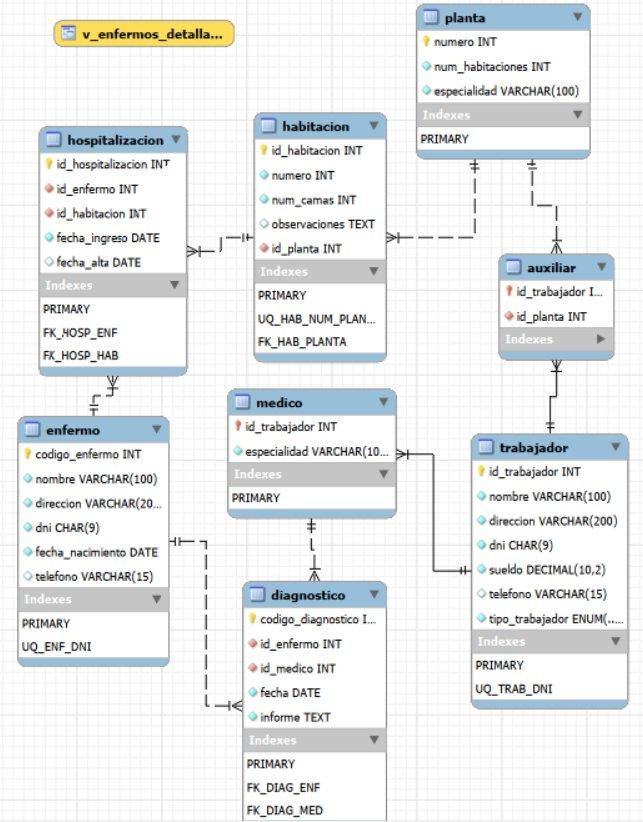 v_enfermos_detalla...
planta
numero INT
num_habitaciones INT
especialidad VARCHAR(100)
Indexes
PRIMARY
hospitalizacion
id_hospitalizacion INT
id_enfermo INT
id_habitacion INT
fecha_ingreso DATE
fecha_alta DATE
Indexes
PRIMARY
FK_HOSP_ENF
FK_HOSP_HAB
habitacion
id_habitacion INT
numero INT
num_camas INT
observaciones TEXT
id_planta INT
Indexes
PRIMARY
UQ_HAB_NUM_PLAN...
FK_HAB_PLANTA
auxiliar
id_trabajador I...
id_planta INT
Indexes
enfermo
codigo_enfermo INT
nombre VARCHAR(100)
direccion VARCHAR(20...
dni CHAR(9)
fecha_nacimiento DATE
telefono VARCHAR(15)
Indexes
PRIMARY
UQ_ENF_DNI
medico
id_trabajador INT
especialidad VARCHAR(10...
Indexes
PRIMARY
trabajador
id_trabajador INT
nombre VARCHAR(100)
direccion VARCHAR(200)
dni CHAR(9)
sueldo DECIMAL(10,2)
telefono VARCHAR(15)
tipo_trabajador ENUM(...
Indexes
PRIMARY
UQ_TRAB_DNI
diagnostico
codigo_diagnostico I...
id_enfermo INT
id_medico INT
fecha DATE
informe TEXT
Indexes
PRIMARY
FK_DIAG_ENF
FK_DIAG_MED